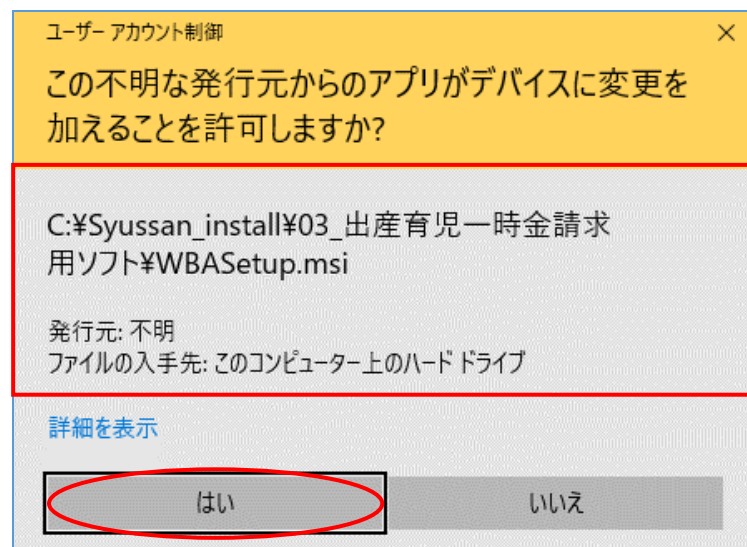 ユーザー アカウント制御
この不明な発行元からのアプリがデバイスに変更を
加えることを許可しますか?
C:¥Syussan_install¥03_出産育児一時金請求
用ソフト¥WBASetup.msi
発行元: 不明
ファイルの入手先: このコンピューター上のハード ドライブ
詳細を表示
はい
いいえ